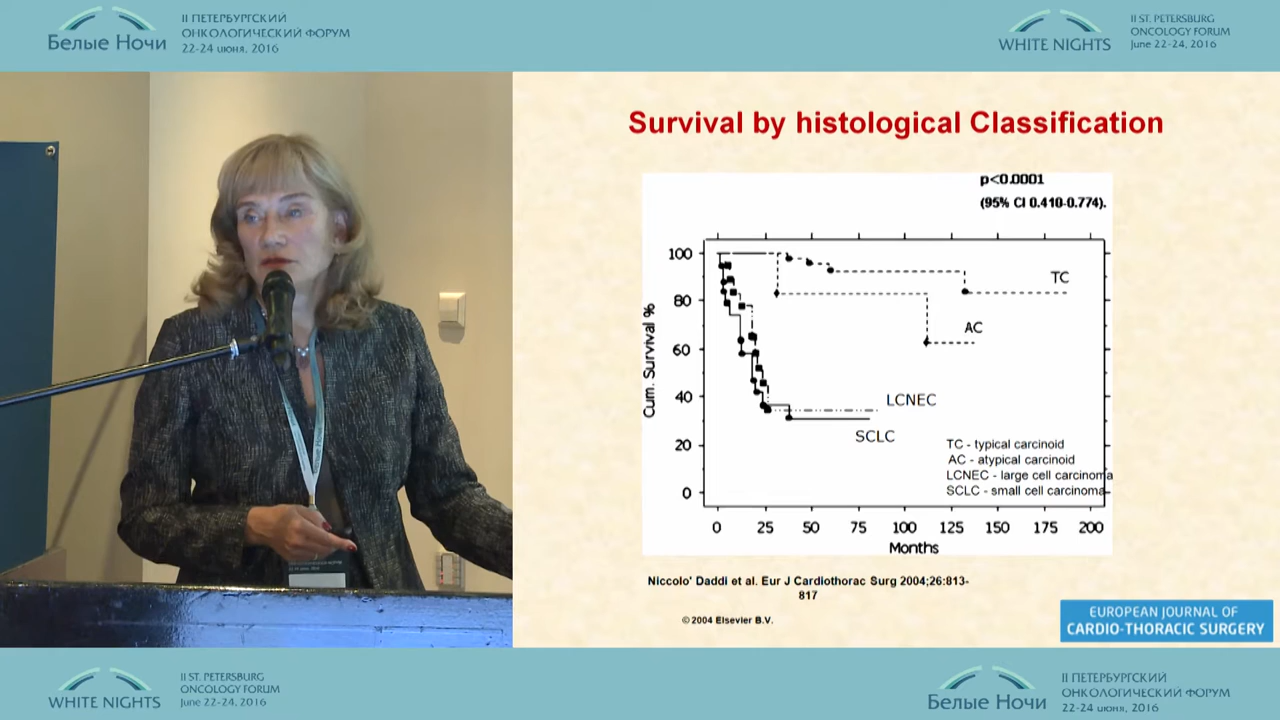 Белые Ночи
II ПЕТЕРБУРГСКИЙ
ОНКОЛОГИЧЕСКИЙ ФОРУМ
22-24 июня, 2016
WHITE NIGHTS
II ST. PETERSBURG
ONCOLOGY FORUM
June 22-24, 2016
Survival by histological Classification
p<0.0001
(95% CI 0.410-0.774).
Cum. Survival %
100
80
60
40
20
0
TC
AC
LCNEC
SCLC
TC - typical carcinoid
AC - atypical carcinoid
LCNEC - large cell carcinoma
SCLC - small cell carcinoma
0 25 50 75 100 125 150 175 200
Months
Niccolo' Daddi et al. Eur J Cardiothorac Surg 2004;26:813-
817
© 2004 Elsevier B.V.
EUROPEAN JOURNAL OF
CARDIO-THORACIC SURGERY
WHITE NIGHTS
II ST. PETERSBURG
ONCOLOGY FORUM
June 22-24, 2016
Белые Ночи
II ПЕТЕРБУРГСКИЙ
ОНКОЛОГИЧЕСКИЙ ФОРУМ
22-24 июня, 2016